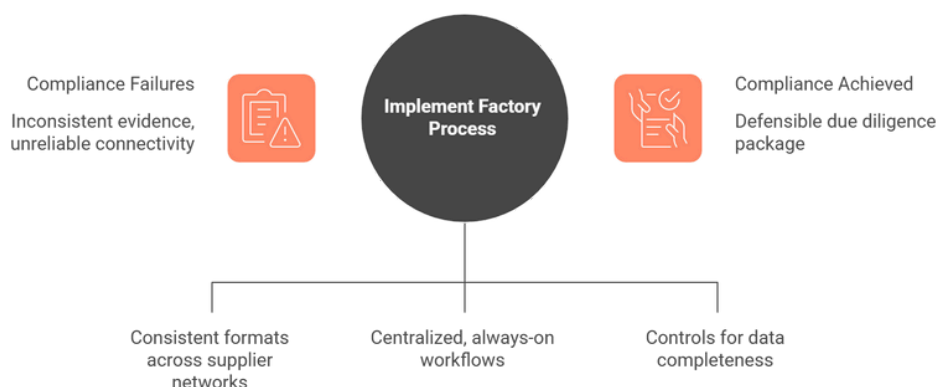 Compliance Failures
Inconsistent evidence,
unreliable connectivity
Implement Factory
Process
Compliance Achieved
Defensible due diligence
package
Consistent formats
across supplier
networks
Centralized, always-on
workflows
Controls for data
completeness